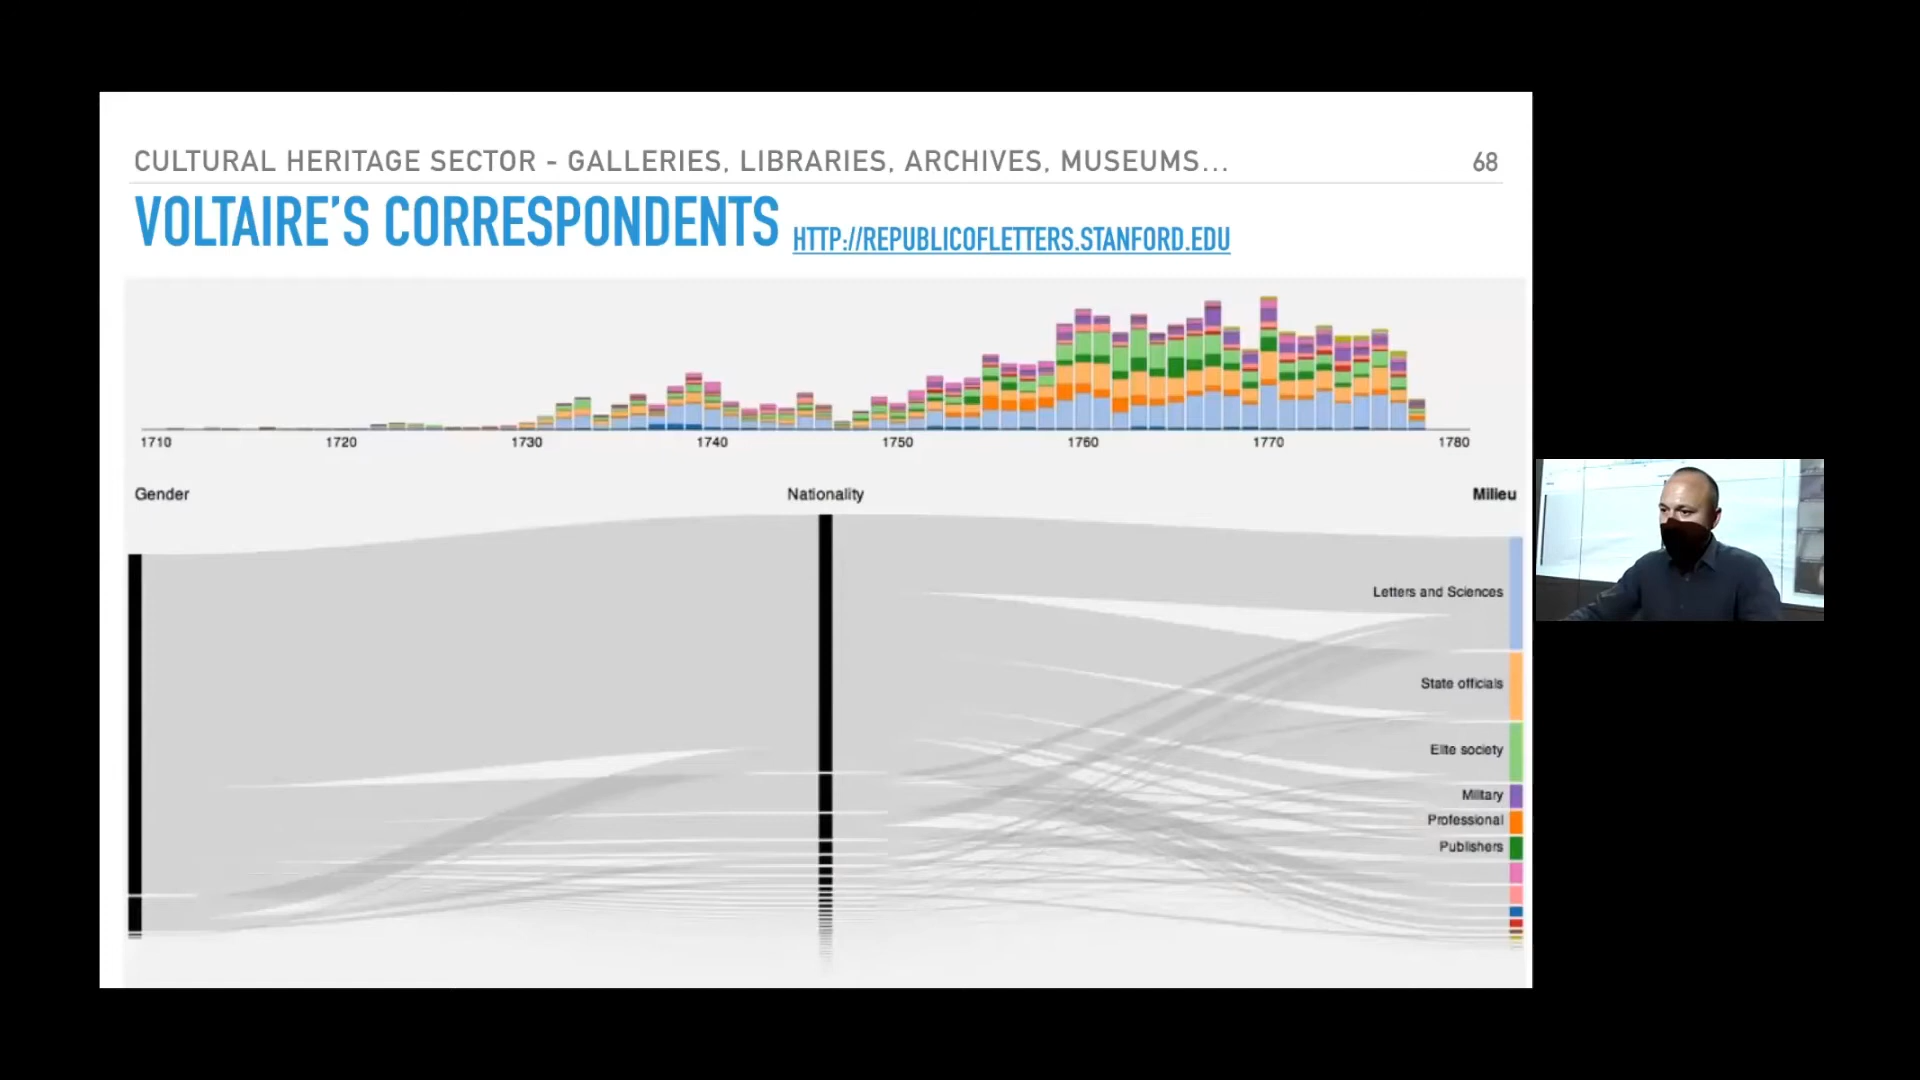 CULTURAL HERITAGE SECTOR - GALLERIES, LIBRARIES, ARCHIVES, MUSEUMS... 68
VOLTAIRE'S CORRESPONDENTS HTTP://REPUBLICOFLETTERS.STANFORD.EDU
1710 1720 1730 1740 1750 1760 1770 1780
Gender Nationality Milieu
Letters and Sciences
State officials
Elite society
Military
Professional
Publishers